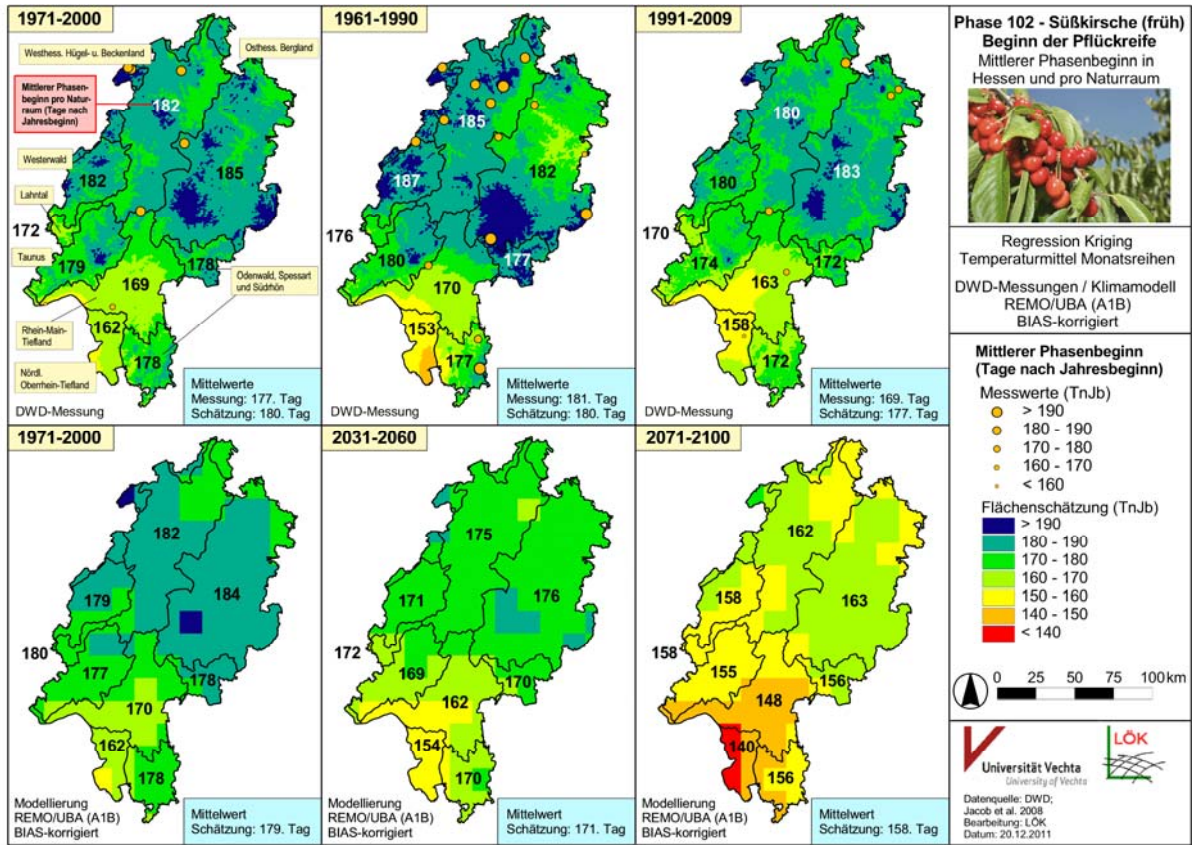 1971-2000
Westhess. Hügel- u. Beckenland
Osthess. Bergland
Mittlerer Phasen-
beginn pro Natur-
raum (Tage nach
Jahresbeginn)
182
Westerwald
182
185
Lahntal
172
Taunus
179
178
169
Odenwald, Spessart
und Südrhön
Rhein-Main-
Tiefland
162
178
Nördl.
Oberrhein-Tiefland
DWD-Messung
Mittelwerte
Messung: 177. Tag
Schätzung: 180. Tag
1961-1990
185
187
182
176
180
177
170
153
177
DWD-Messung
Mittelwerte
Messung: 181. Tag
Schätzung: 180. Tag
1991-2009
180
180
183
170
174
172
163
158
172
DWD-Messung
Mittelwerte
Messung: 169. Tag
Schätzung: 177. Tag
1971-2000
182
179
184
180
177
178
170
162
178
Modellierung
REMO/UBA (A1B)
BIAS-korrigiert
Mittelwert
Schätzung: 179. Tag
2031-2060
175
171
176
172
169
170
162
154
170
Modellierung
REMO/UBA (A1B)
BIAS-korrigiert
Mittelwert
Schätzung: 171. Tag
2071-2100
162
158
163
158
155
156
148
140
156
Modellierung
REMO/UBA (A1B)
BIAS-korrigiert
Mittelwert
Schätzung: 158. Tag
Phase 102 - Süßkirsche (früh)
Beginn der Pflückreife
Mittlerer Phasenbeginn in
Hessen und pro Naturraum
Regression Kriging
Temperaturmittel Monatsreihen
DWD-Messungen / Klimamodell
REMO/UBA (A1B)
BIAS-korrigiert
Mittlerer Phasenbeginn
(Tage nach Jahresbeginn)
Messwerte (TnJb)
> 190
180 - 190
170 - 180
160 - 170
< 160
Flächenschätzung (TnJb)
> 190
180 - 190
170 - 180
160 - 170
150 - 160
140 - 150
< 140
0 25 50 75 100 km
Universität Vechta
University of Vechta
LÖK
Datenquelle: DWD;
Jacob et al. 2008
Bearbeitung: LÖK
Datum: 20.12.2011